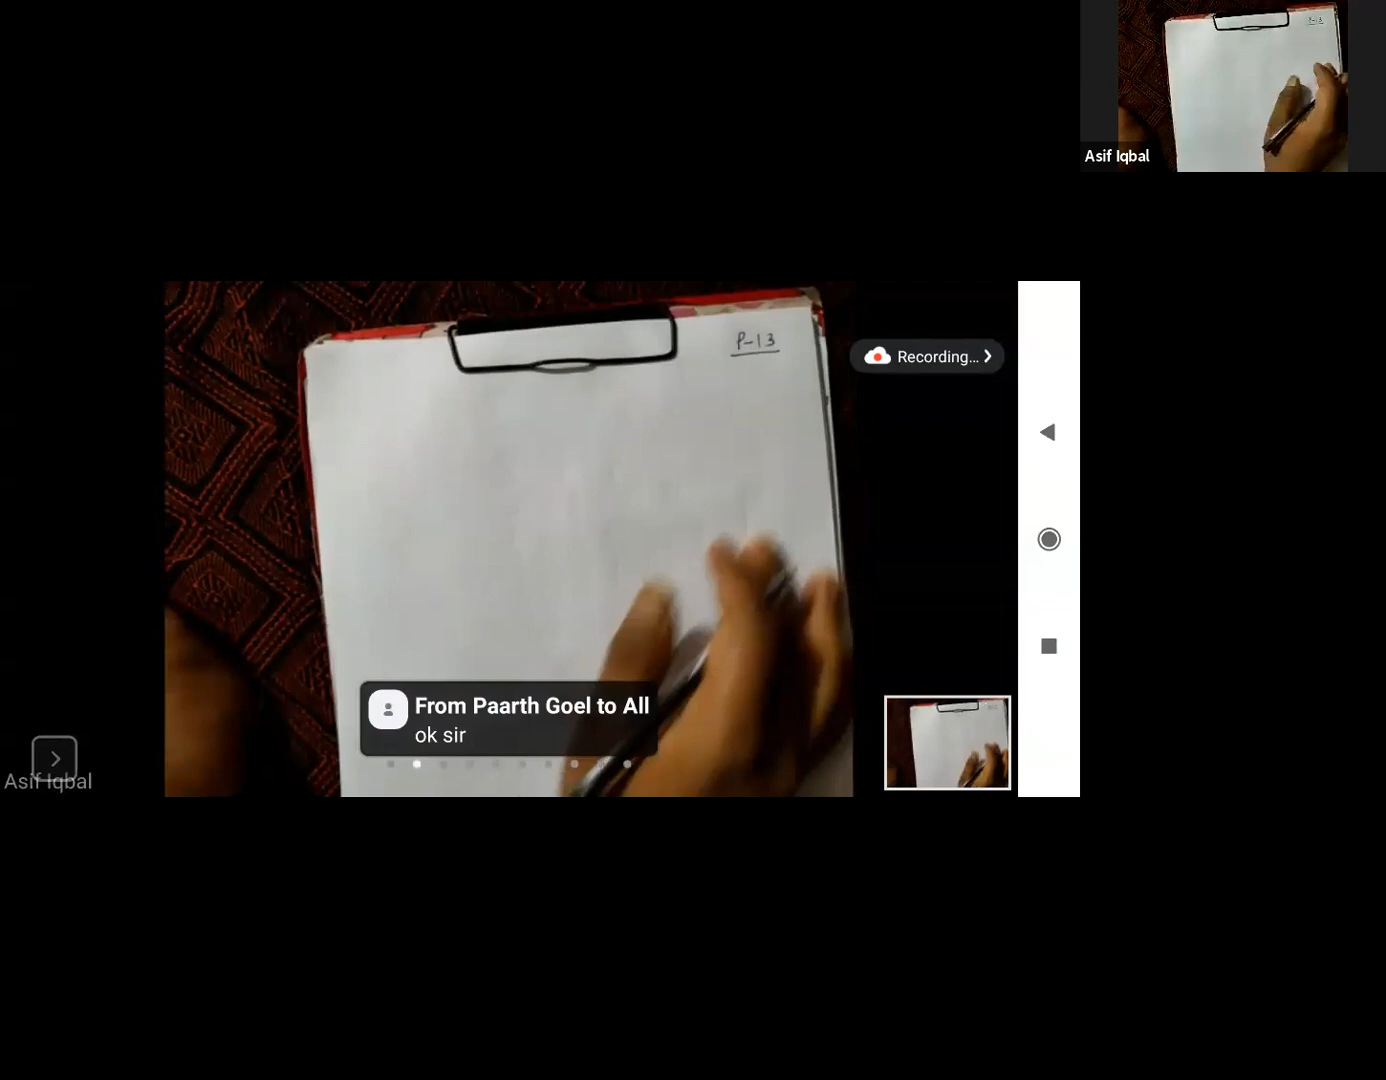 Asif Iqbal
P-13
Recording...
From Paarth Goel to All
ok sir
Asif Iqbal